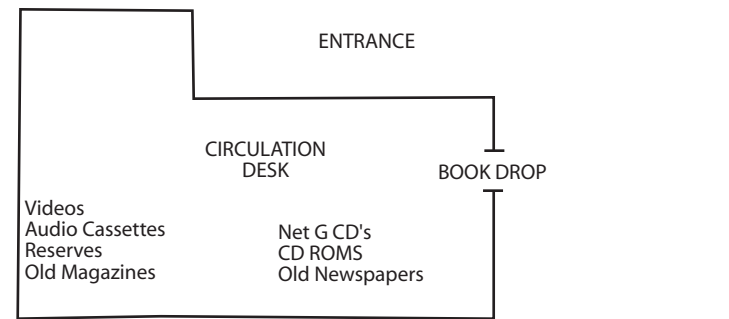 ENTRANCE
CIRCULATION
DESK
BOOK DROP
Videos
Audio Cassettes
Reserves
Old Magazines
Net G CD's
CD ROMS
Old Newspapers